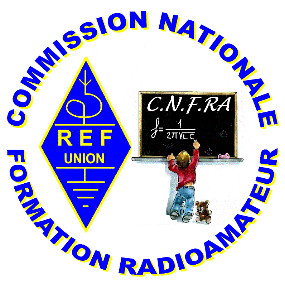 COMMISSION NATIONALE
REF
UNION
C.N.F.RA
f = 1 / 2π√LC
FORMATION RADIOAMATEUR